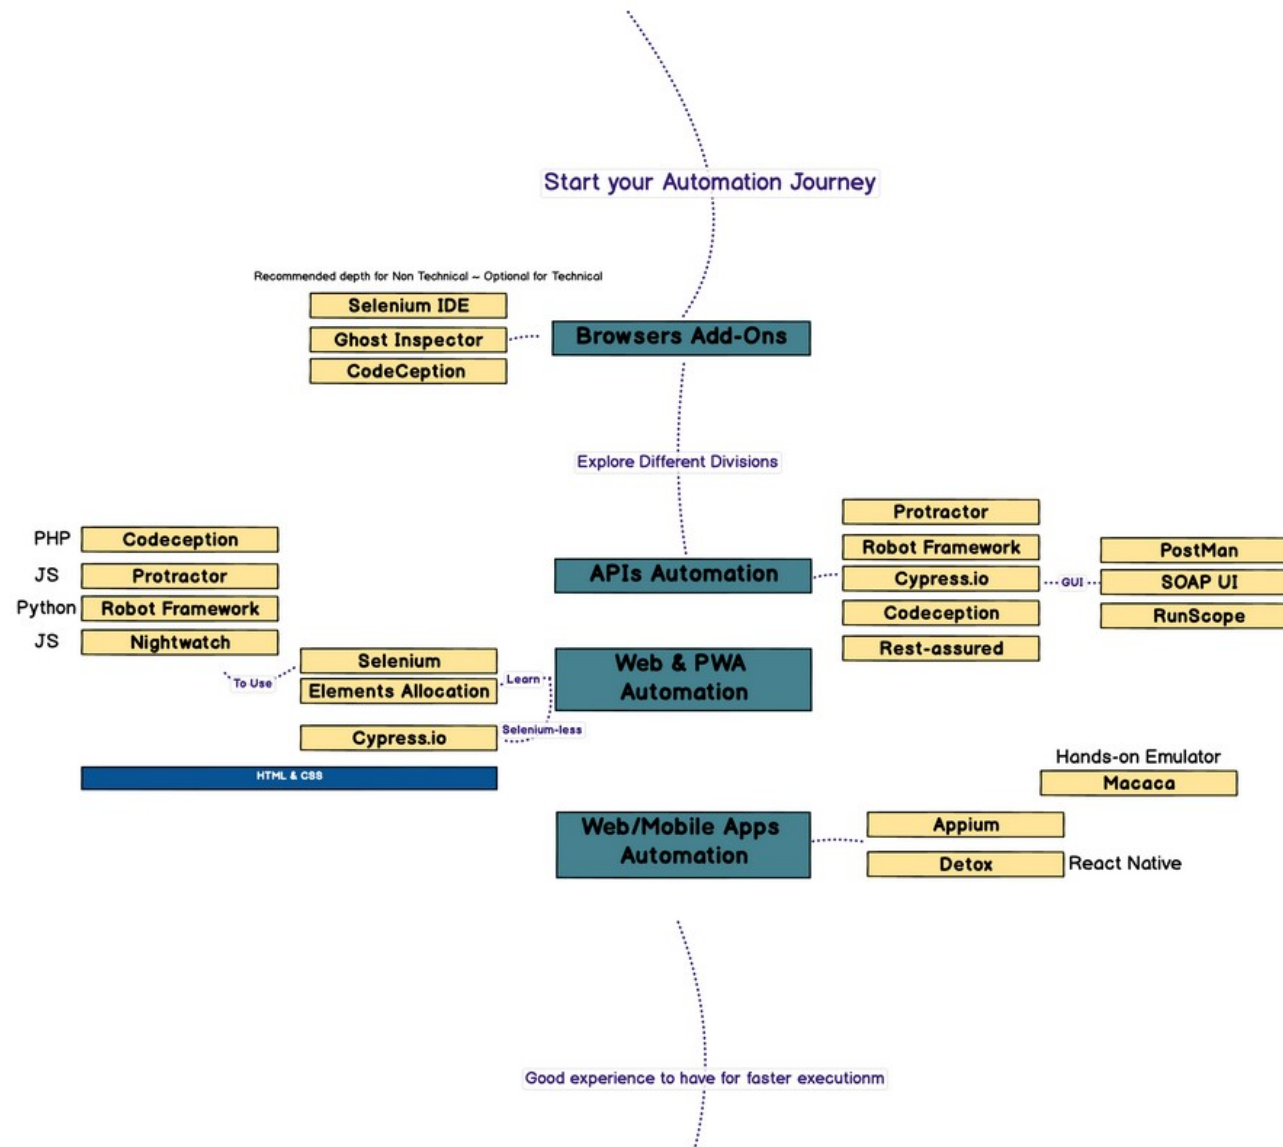 Start your Automation Journey
Recommended depth for Non Technical ~ Optional for Technical
Selenium IDE
Ghost Inspector
CodeCeption
Browsers Add-Ons
Explore Different Divisions
PHP
Codeception
JS
Protractor
Python
Robot Framework
JS
Nightwatch
To Use
Selenium
Elements Allocation
Learn
Cypress.io
Selenium-less
HTML & CSS
APIs Automation
Protractor
Robot Framework
Cypress.io
Codeception
Rest-assured
GUI
PostMan
SOAP UI
RunScope
Web & PWA
Automation
Hands-on Emulator
Macaca
Web/Mobile Apps
Automation
Appium
Detox
React Native
Good experience to have for faster executionm